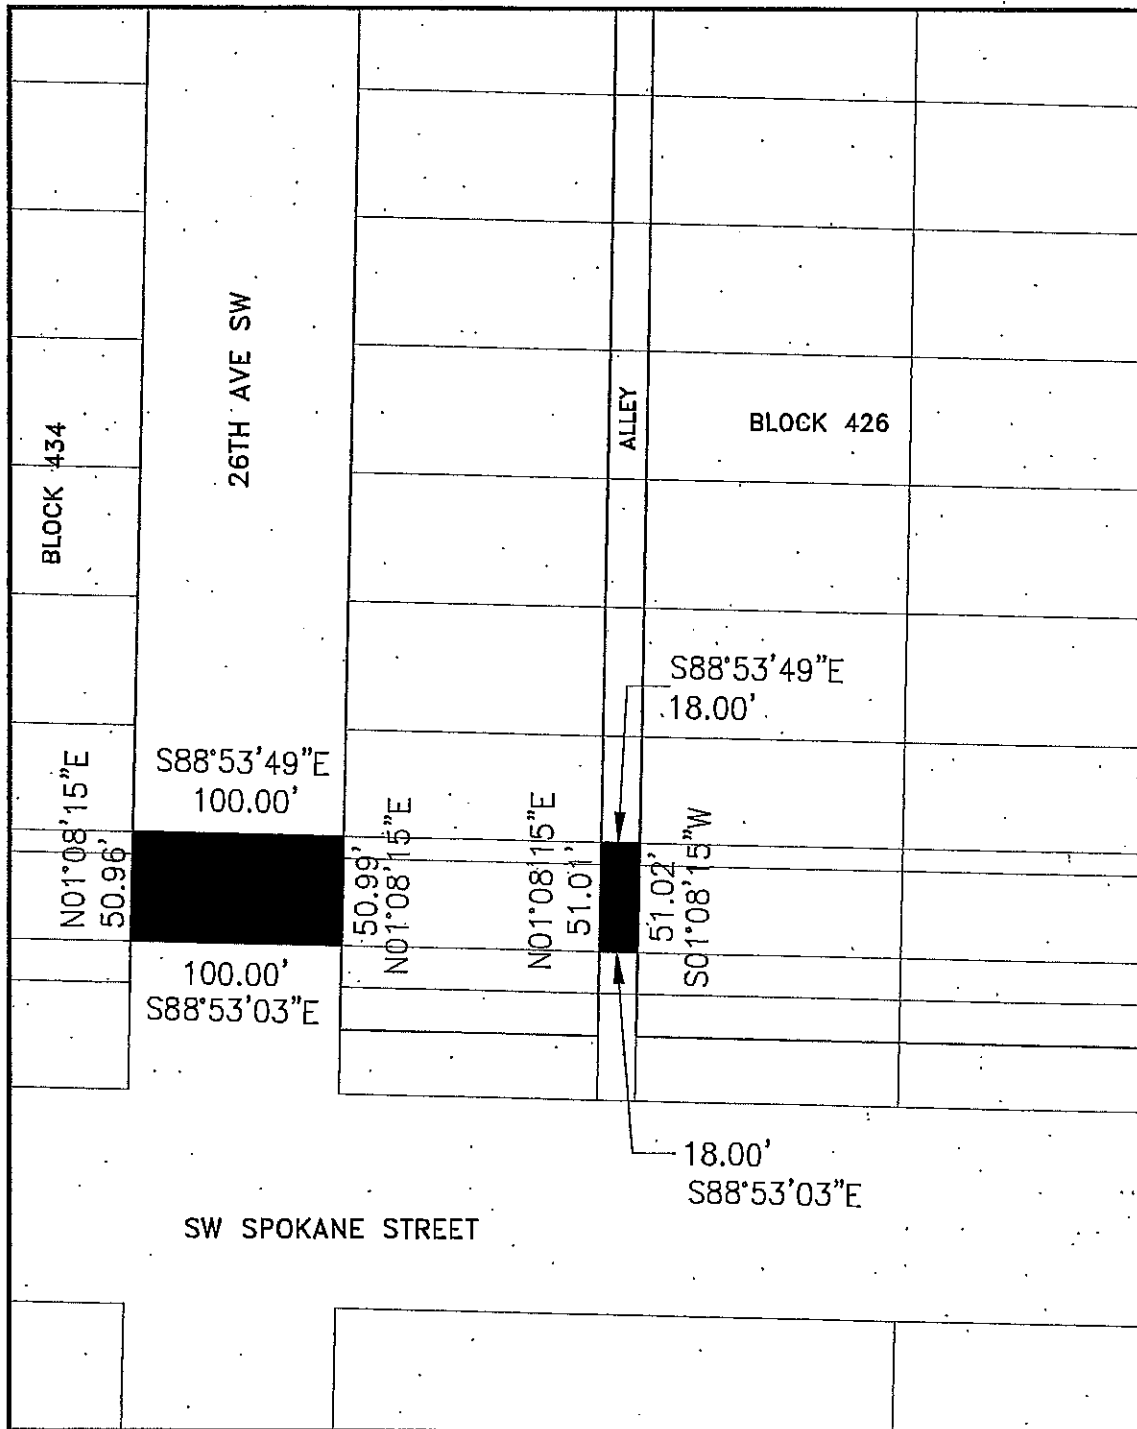 26TH AVE SW
BLOCK 434
ALLEY
BLOCK 426
S88°53'49"E
18.00'
S88°53'49"E
100.00'
N01°08'15"E
50.96'
50.99'
N01°08'15"E
N01°08'15"E
51.01'
51.02'
S01°08'15"W
100.00'
S88°53'03"E
18.00'
S88°53'03"E
SW SPOKANE STREET